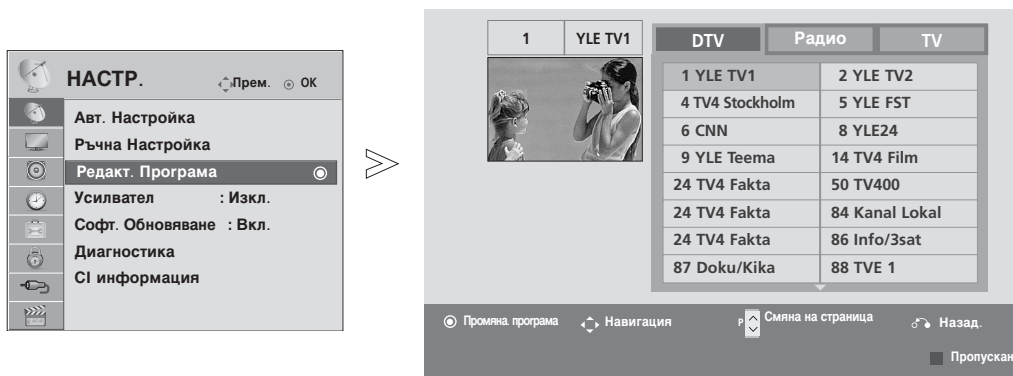 НАСТР.
Прем. OK
Авт. Настройка
Ръчна Настройка
Редакт. Програма
Усилвател : Изкл.
Софт. Обновяване : Вкл.
Диагностика
CI информация
1 YLE TV1
DTV Радио TV
1 YLE TV1 2 YLE TV2
4 TV4 Stockholm 5 YLE FST
6 CNN 8 YLE24
9 YLE Teema 14 TV4 Film
24 TV4 Fakta 50 TV400
24 TV4 Fakta 84 Kanal Lokal
24 TV4 Fakta 86 Info/3sat
87 Doku/Kika 88 TVE 1
Промяна. програма Навигация P Смяна на страница Назад.
Пропускан